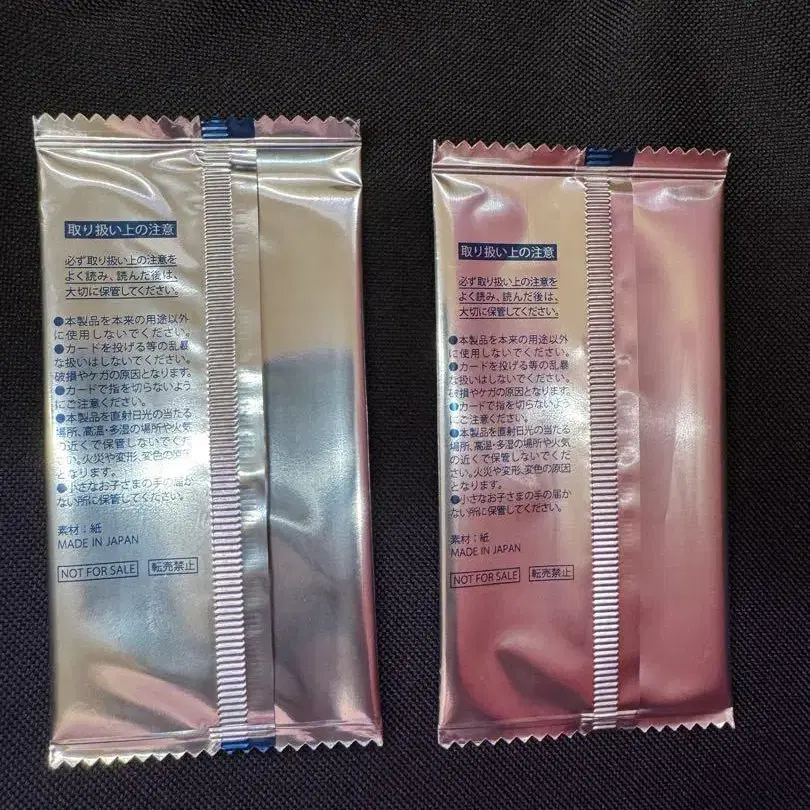 取り扱い上の注意
必ず取り扱い上の注意を
よく読み、読んだ後は、
大切に保管してください。
●本製品を本来の用途以外
に使用しないでください。
●カードを投げる等の乱暴
な扱いはしないでください。
破損やケガの原因となります。
●カードで指を切らないよう
にご注意ください。
●本製品を直射日光の当たる
場所、高温・多湿の場所や火気
の近くで保管しないでくだ
い。火災や変形、変色の
となります。
●小さなお子さまの手の届か
ない所に保管してください。
素材：紙
MADE IN JAPAN
NOT FOR SALE 転売禁止
取り扱い上の注意
必ず取り扱い上の注意を
よく読み、読んだ後は、
大切に保管してください。
●本製品を本来の用途以外
に使用しないでください。
●カードを投げる等の乱暴
な扱いはしないでください。
破損やケガの原因となります。
●カードで指を切らないよう
にご注意ください。
●本製品を直射日光の当たる
場所、高温・多湿の場所や火気
の近くで保管しないでくださ
い。火災や変形、変色の原因
となります。
●小さなお子さまの手の届か
ない所に保管してください。
素材：紙
MADE IN JAPAN
NOT FOR SALE 転売禁止